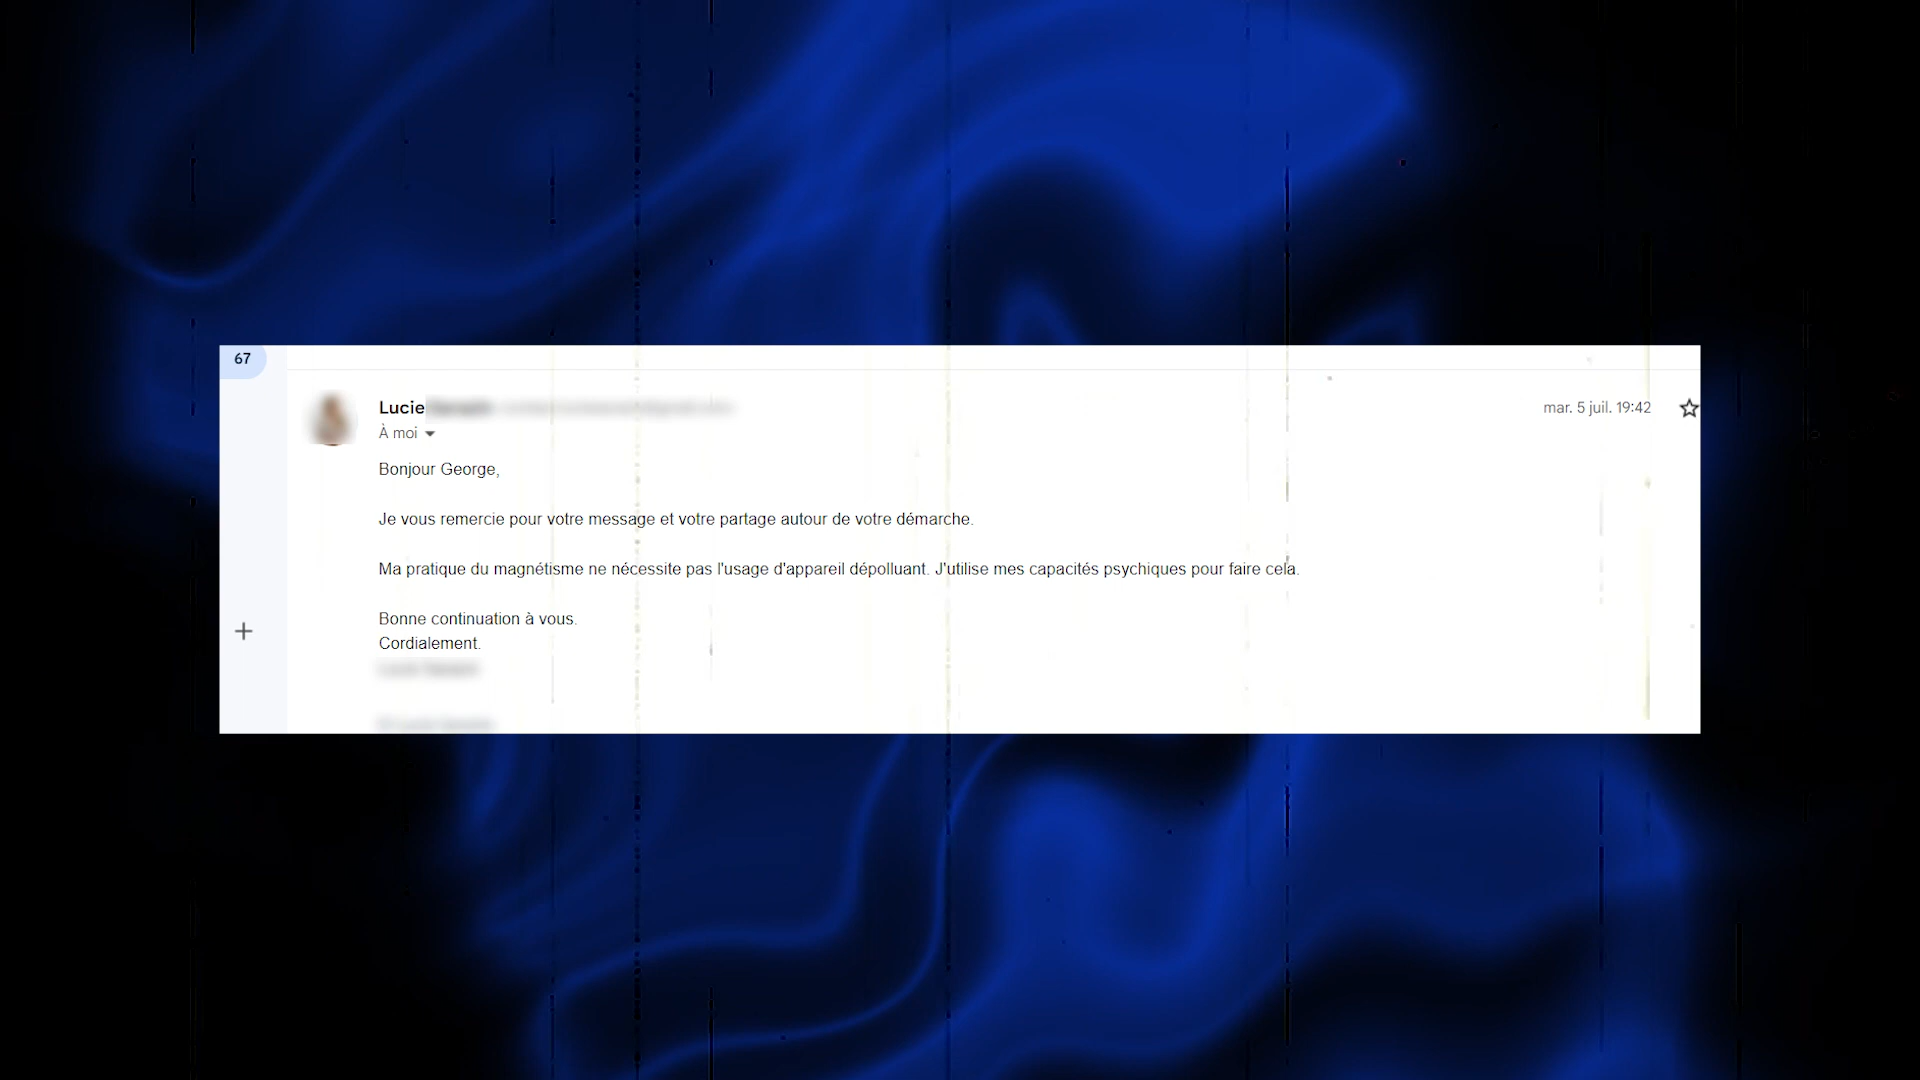 67
Lucie
mar. 5 juil. 19:42
À moi
Bonjour George,
Je vous remercie pour votre message et votre partage autour de votre démarche.
Ma pratique du magnétisme ne nécessite pas l'usage d'appareil dépolluant. J'utilise mes capacités psychiques pour faire cela.
Bonne continuation à vous.
Cordialement.